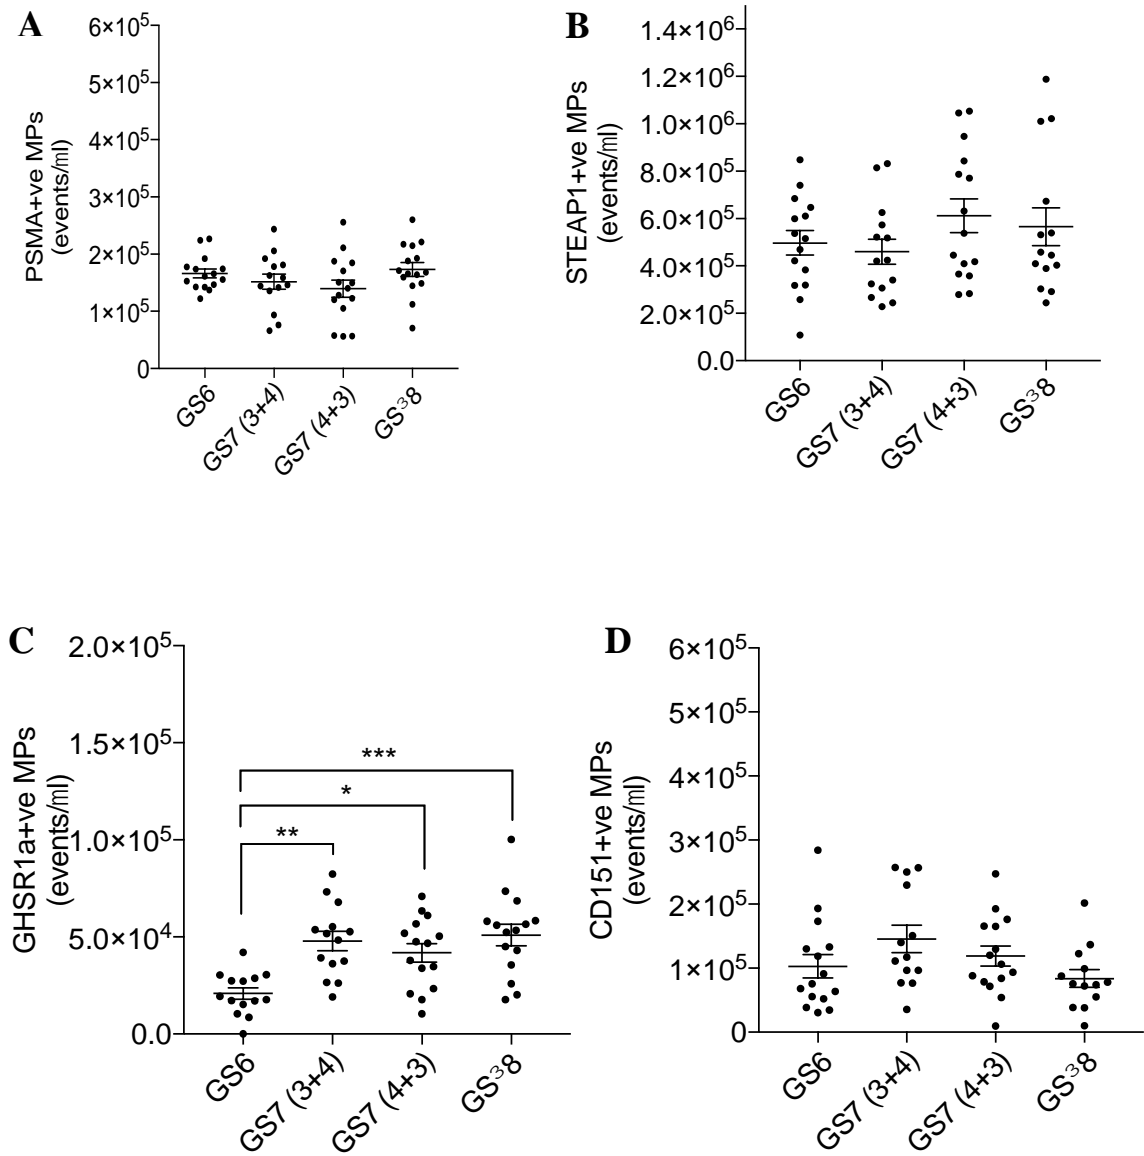 A
PSMA+ve MPs
(events/ml)
6×10⁵
5×10⁵
4×10⁵
3×10⁵
2×10⁵
1×10⁵
0
GS6
GS7 (3+4)
GS7 (4+3)
GS³8
B
STEAP1+ve MPs
(events/ml)
1.4×10⁶
1.2×10⁶
1.0×10⁶
8.0×10⁵
6.0×10⁵
4.0×10⁵
2.0×10⁵
0.0
GS6
GS7 (3+4)
GS7 (4+3)
GS³8
C
GHSR1a+ve MPs
(events/ml)
2.0×10⁵
1.5×10⁵
1.0×10⁵
5.0×10⁴
0.0
***
*
**
GS6
GS7 (3+4)
GS7 (4+3)
GS³8
D
CD151+ve MPs
(events/ml)
6×10⁵
5×10⁵
4×10⁵
3×10⁵
2×10⁵
1×10⁵
0
GS6
GS7 (3+4)
GS7 (4+3)
GS³8